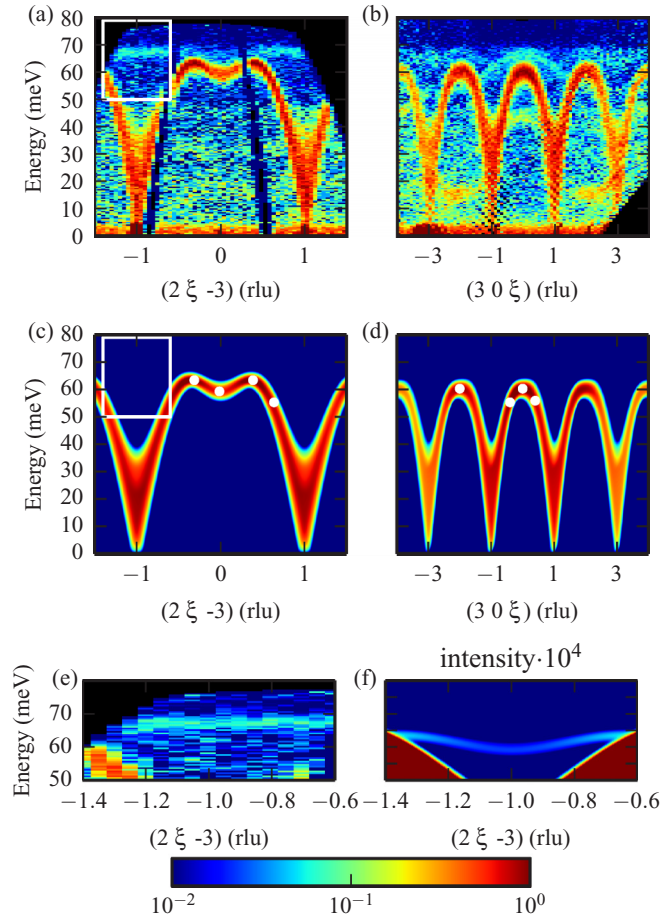 (a) (b)
80
70
60
50
40
30
20
10
0
Energy (meV)
−1 0 1 −3 −1 1 3
(2 ξ -3) (rlu) (3 0 ξ) (rlu)
(c) (d)
80
70
60
50
40
30
20
10
0
Energy (meV)
−1 0 1 −3 −1 1 3
(2 ξ -3) (rlu) (3 0 ξ) (rlu)
intensity·10⁴
(e) (f)
70
60
50
Energy (meV)
−1.4 −1.2 −1.0 −0.8 −0.6 −1.4 −1.2 −1.0 −0.8 −0.6
(2 ξ -3) (rlu) (2 ξ -3) (rlu)
10⁻² 10⁻¹ 10⁰